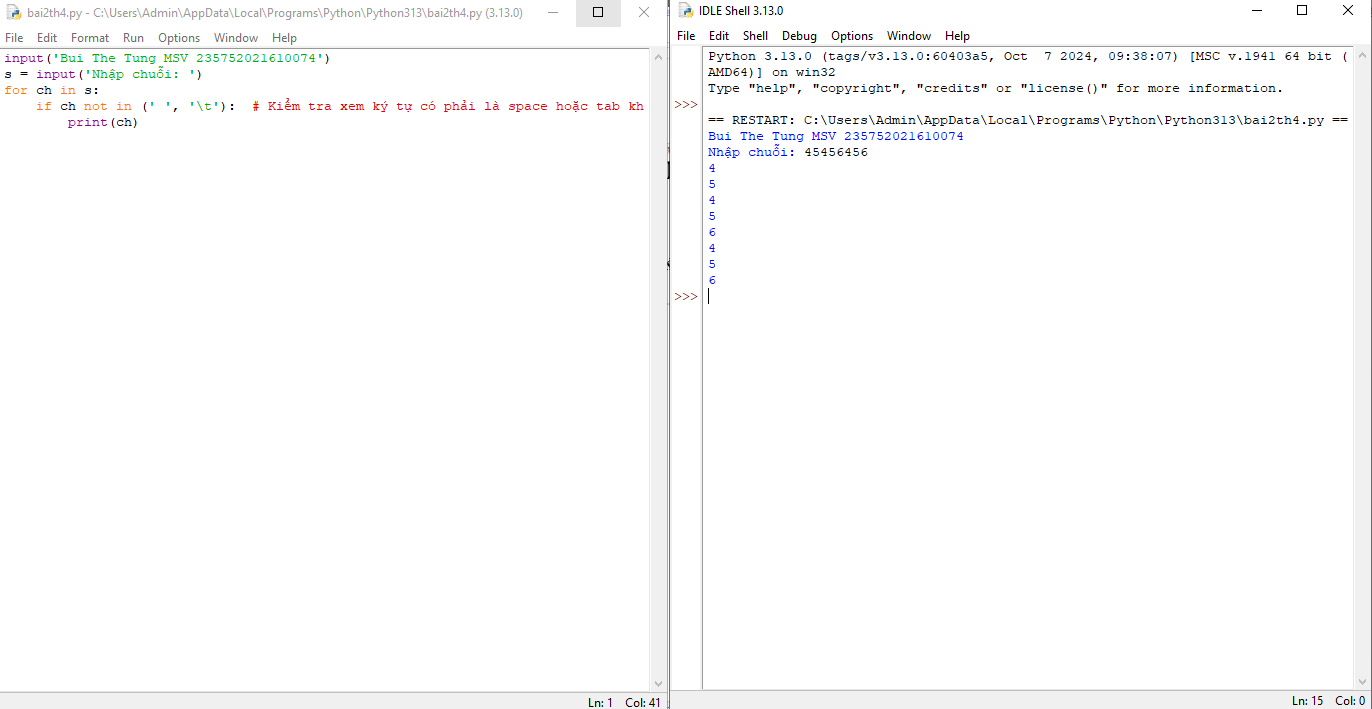 bai2th4.py - C:\Users\Admin\AppData\Local\Programs\Python\Python313\bai2th4.py (3.13.0)
File Edit Format Run Options Window Help
input('Bui The Tung MSV 235752021610074')
s = input('Nhập chuỗi: ')
for ch in s:
    if ch not in (' ', '\t'):  # Kiểm tra xem ký tự có phải là space hoặc tab kh
        print(ch)
Ln: 1 Col: 41
IDLE Shell 3.13.0
File Edit Shell Debug Options Window Help
Python 3.13.0 (tags/v3.13.0:60403a5, Oct  7 2024, 09:38:07) [MSC v.1941 64 bit (
AMD64)] on win32
Type "help", "copyright", "credits" or "license()" for more information.
>>>
== RESTART: C:\Users\Admin\AppData\Local\Programs\Python\Python313\bai2th4.py ==
Bui The Tung MSV 235752021610074
Nhập chuỗi: 45456456
4
5
4
5
6
4
5
6
>>>
Ln: 15 Col: 0